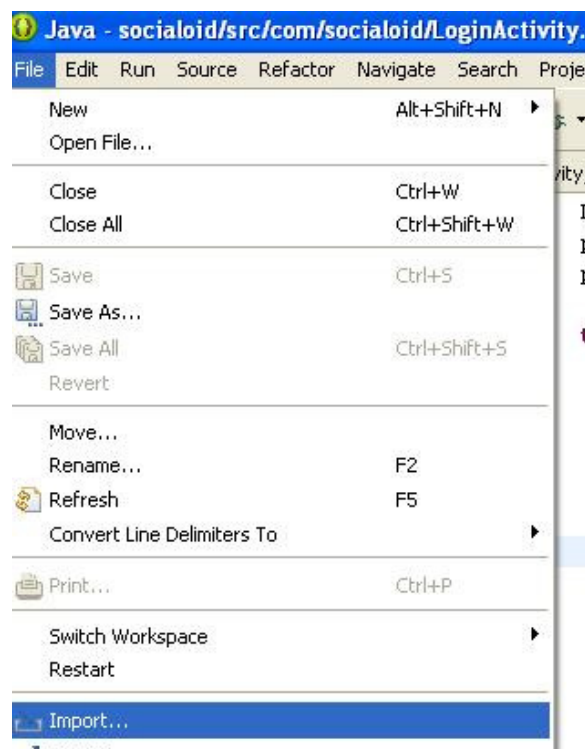 Java - socialoid/src/com/socialoid/LoginActivity.
File Edit Run Source Refactor Navigate Search Proje
New Alt+Shift+N
Open File...
vity
Close Ctrl+W
Close All Ctrl+Shift+W
Save Ctrl+S
Save As...
Save All Ctrl+Shift+S
Revert
Move...
Rename... F2
Refresh F5
Convert Line Delimiters To
Print... Ctrl+P
Switch Workspace
Restart
Import...